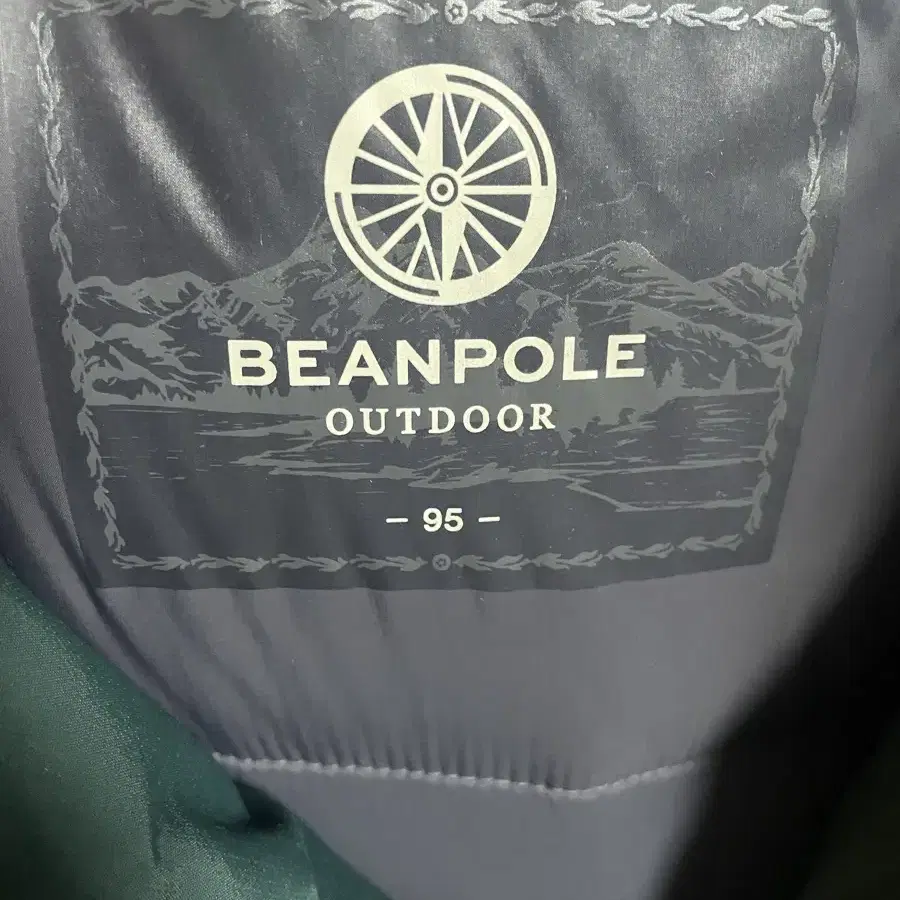 BEANPOLE
OUTDOOR
- 95 -